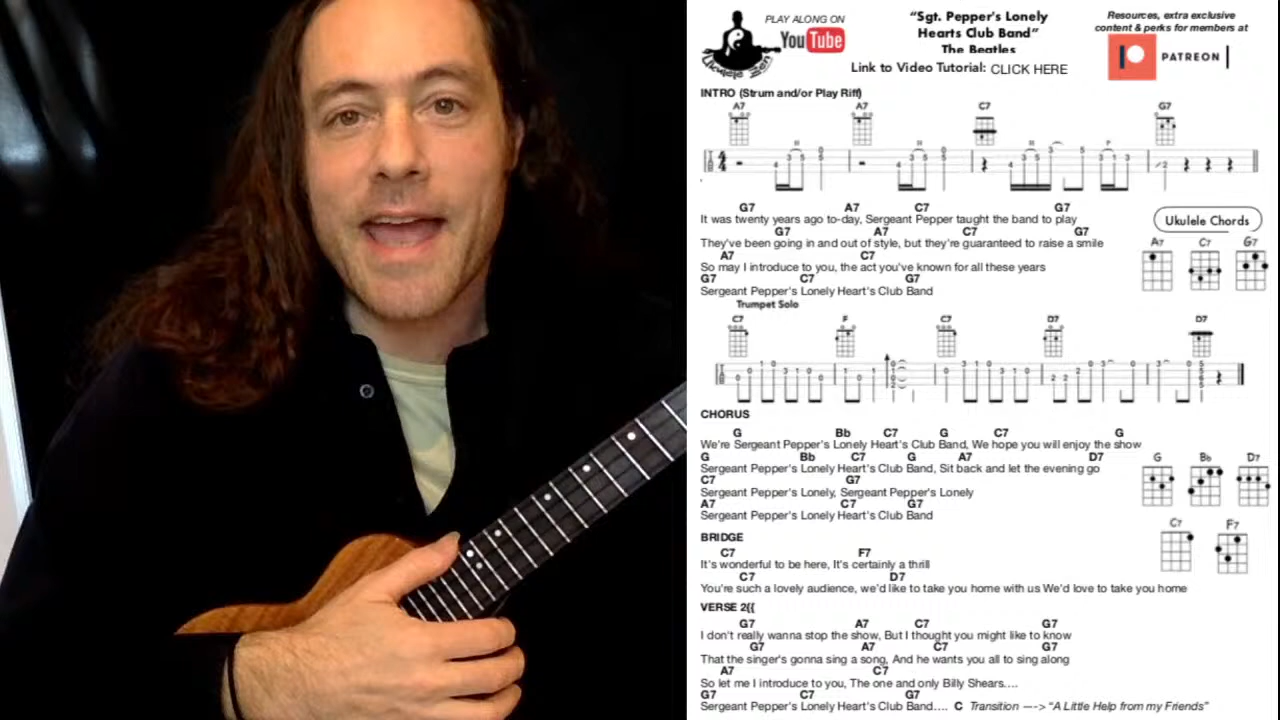 PLAY ALONG ON
YouTube
Ukulele Zen
"Sgt. Pepper's Lonely
Hearts Club Band"
The Beatles
Link to Video Tutorial: CLICK HERE
Resources, extra exclusive
content & perks for members at
PATREON
INTRO (Strum and/or Play Riff)
A7 A7 C7 G7
G7 A7 C7 G7
It was twenty years ago to-day, Sergeant Pepper taught the band to play
G7 A7 C7 G7
They've been going in and out of style, but they're guaranteed to raise a smile
A7 C7
So may I introduce to you, the act you've known for all these years
G7 C7 G7
Sergeant Pepper's Lonely Heart's Club Band
Ukulele Chords
A7 C7 G7
Trumpet Solo
C7 F C7 D7 D7
CHORUS
G Bb C7 G C7 G
We're Sergeant Pepper's Lonely Heart's Club Band, We hope you will enjoy the show
G Bb C7 G A7 D7
Sergeant Pepper's Lonely Heart's Club Band, Sit back and let the evening go
C7 G7
Sergeant Pepper's Lonely, Sergeant Pepper's Lonely
A7 C7 G7
Sergeant Pepper's Lonely Heart's Club Band
G Bb D7
C7 F7
BRIDGE
C7 F7
It's wonderful to be here, It's certainly a thrill
C7 D7
You're such a lovely audience, we'd like to take you home with us We'd love to take you home
VERSE 2{{
G7 A7 C7 G7
I don't really wanna stop the show, But I thought you might like to know
G7 A7 C7 G7
That the singer's gonna sing a song, And he wants you all to sing along
A7 C7
So let me I introduce to you, The one and only Billy Shears....
G7 C7 G7
Sergeant Pepper's Lonely Heart's Club Band.... C Transition —-> "A Little Help from my Friends"